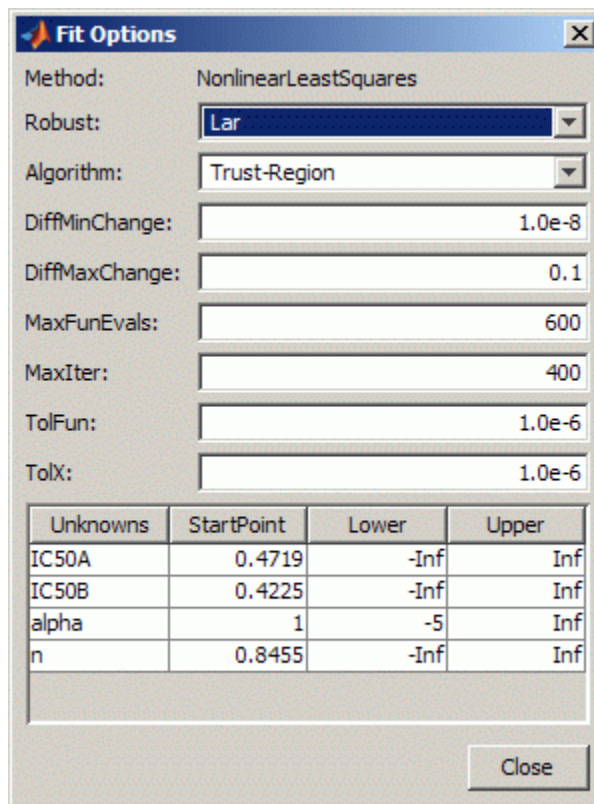 Fit Options
Method: NonlinearLeastSquares
Robust: Lar
Algorithm: Trust-Region
DiffMinChange: 1.0e-8
DiffMaxChange: 0.1
MaxFunEvals: 600
MaxIter: 400
TolFun: 1.0e-6
TolX: 1.0e-6
Unknowns StartPoint Lower Upper
IC50A 0.4719 -Inf Inf
IC50B 0.4225 -Inf Inf
alpha 1 -5 Inf
n 0.8455 -Inf Inf
Close